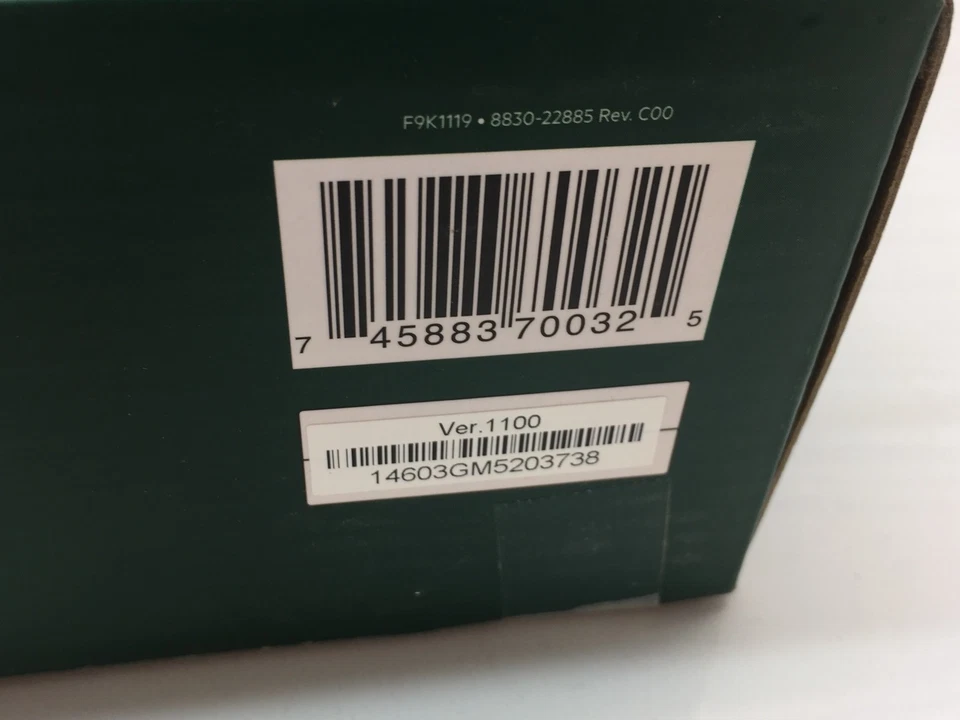 F9K1119 • 8830-22885 Rev. C00
7 45883 70032 5
Ver.1100
14603GM5203738